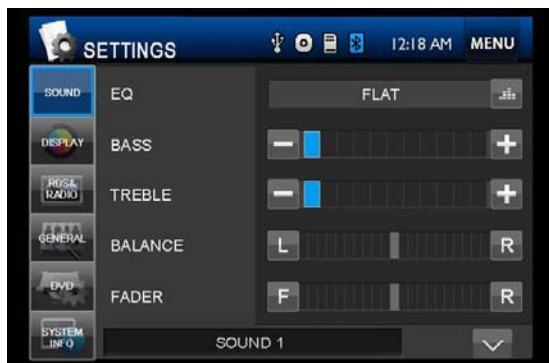 SETTINGS 12:18 AM MENU
SOUND EQ FLAT
DISPLAY BASS
RDS& RADIO TREBLE
GENERAL BALANCE L R
DVD FADER F R
SYSTEM INFO SOUND 1